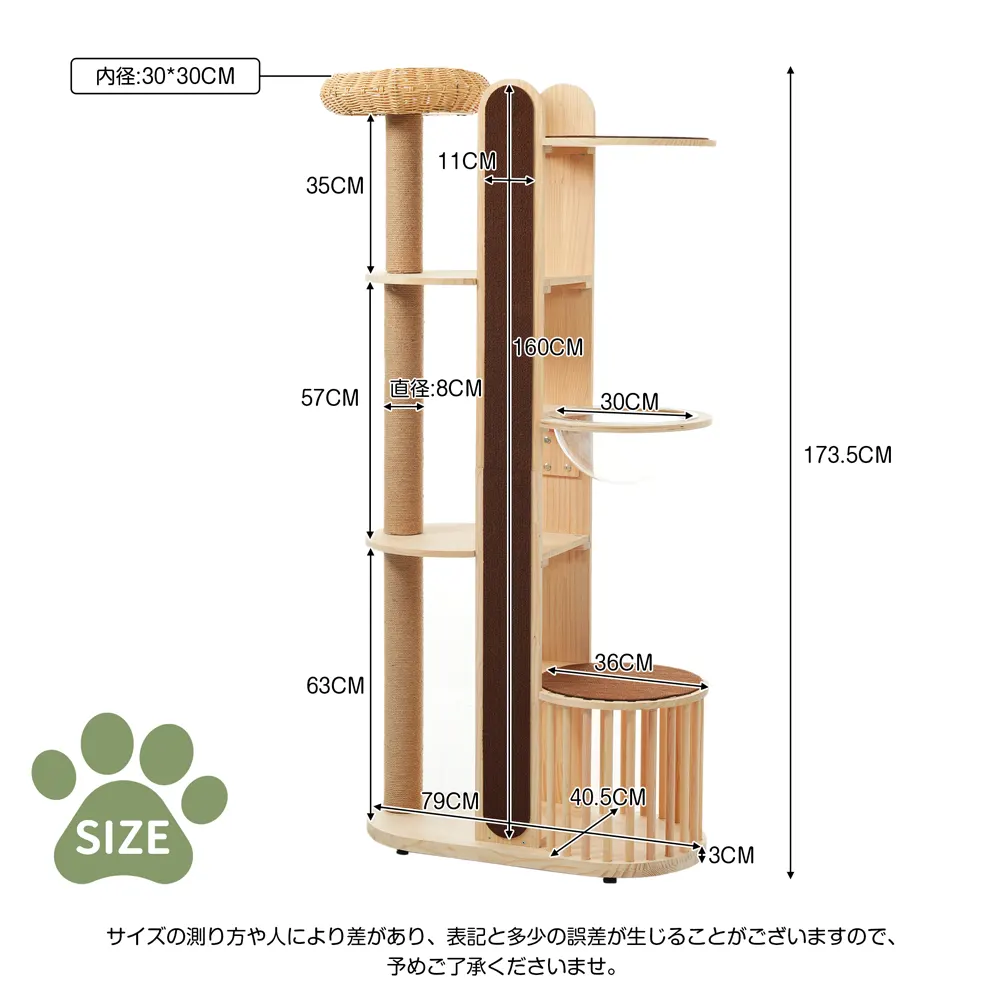 内径:30*30CM
11CM
35CM
160CM
直径:8CM
57CM
30CM
173.5CM
36CM
63CM
79CM
40.5CM
3CM
SIZE
サイズの測り方や人により差があり、表記と多少の誤差が生じることがございますので、
予めご了承くださいませ。